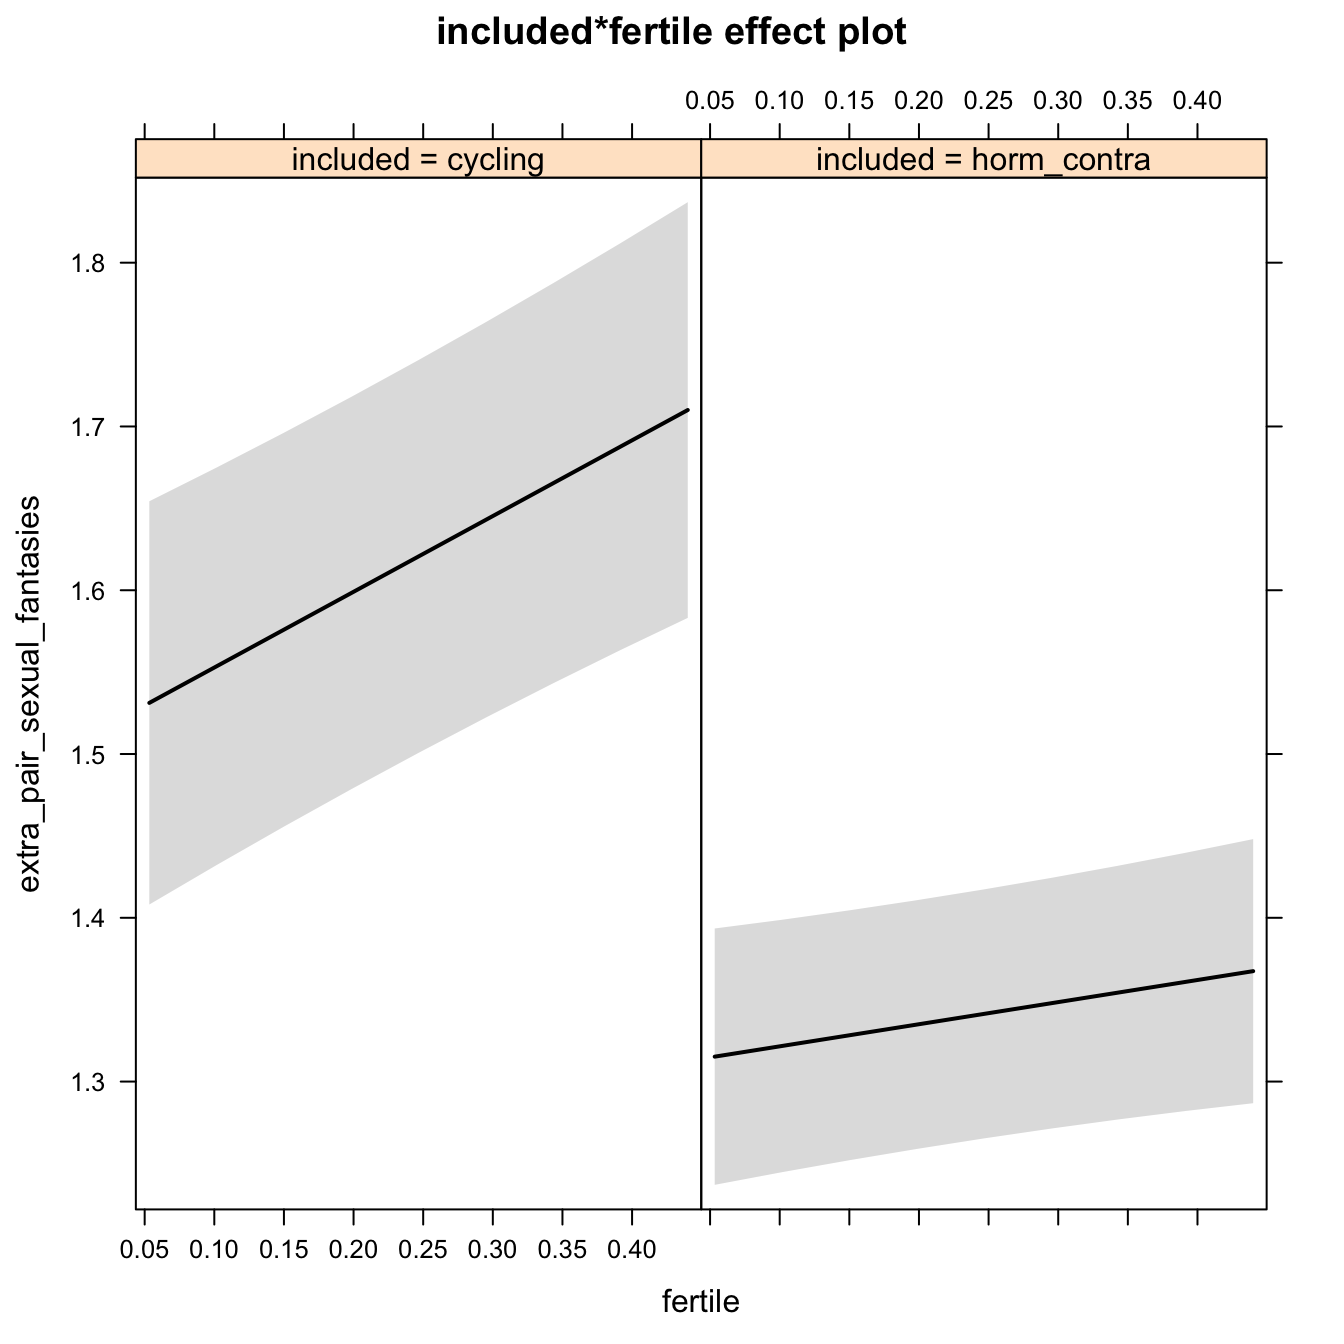 included*fertile effect plot
0.05 0.10 0.15 0.20 0.25 0.30 0.35 0.40
included = cycling
included = horm_contra
1.8
1.7
1.6
1.5
1.4
1.3
extra_pair_sexual_fantasies
0.05 0.10 0.15 0.20 0.25 0.30 0.35 0.40
fertile